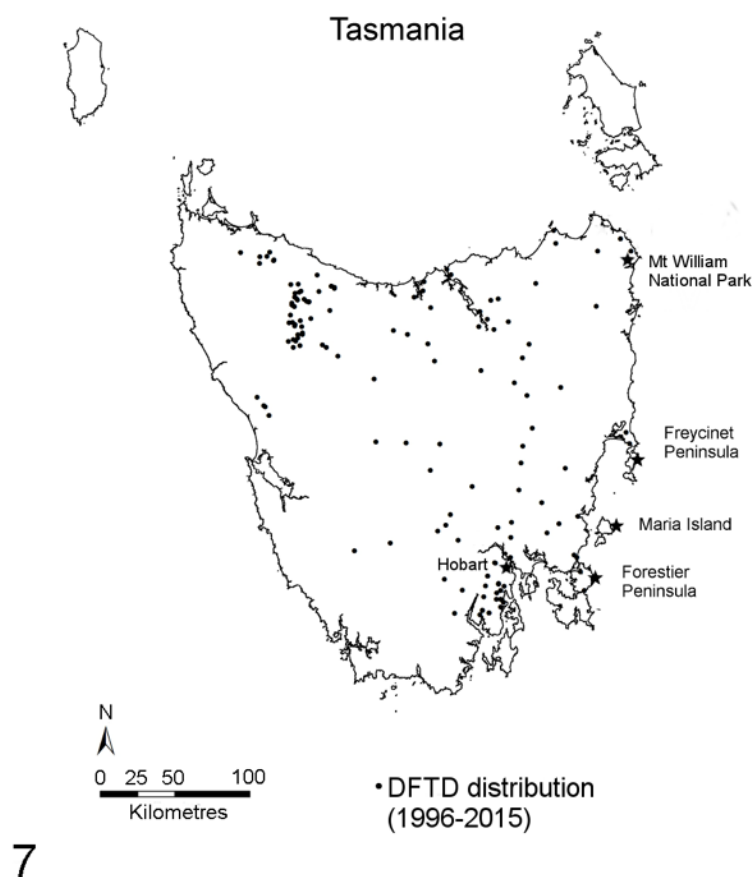 Tasmania
Mt William
National Park
Freycinet
Peninsula
Maria Island
Hobart
Forestier
Peninsula
N
0 25 50 100
Kilometres
• DFTD distribution
(1996-2015)
7